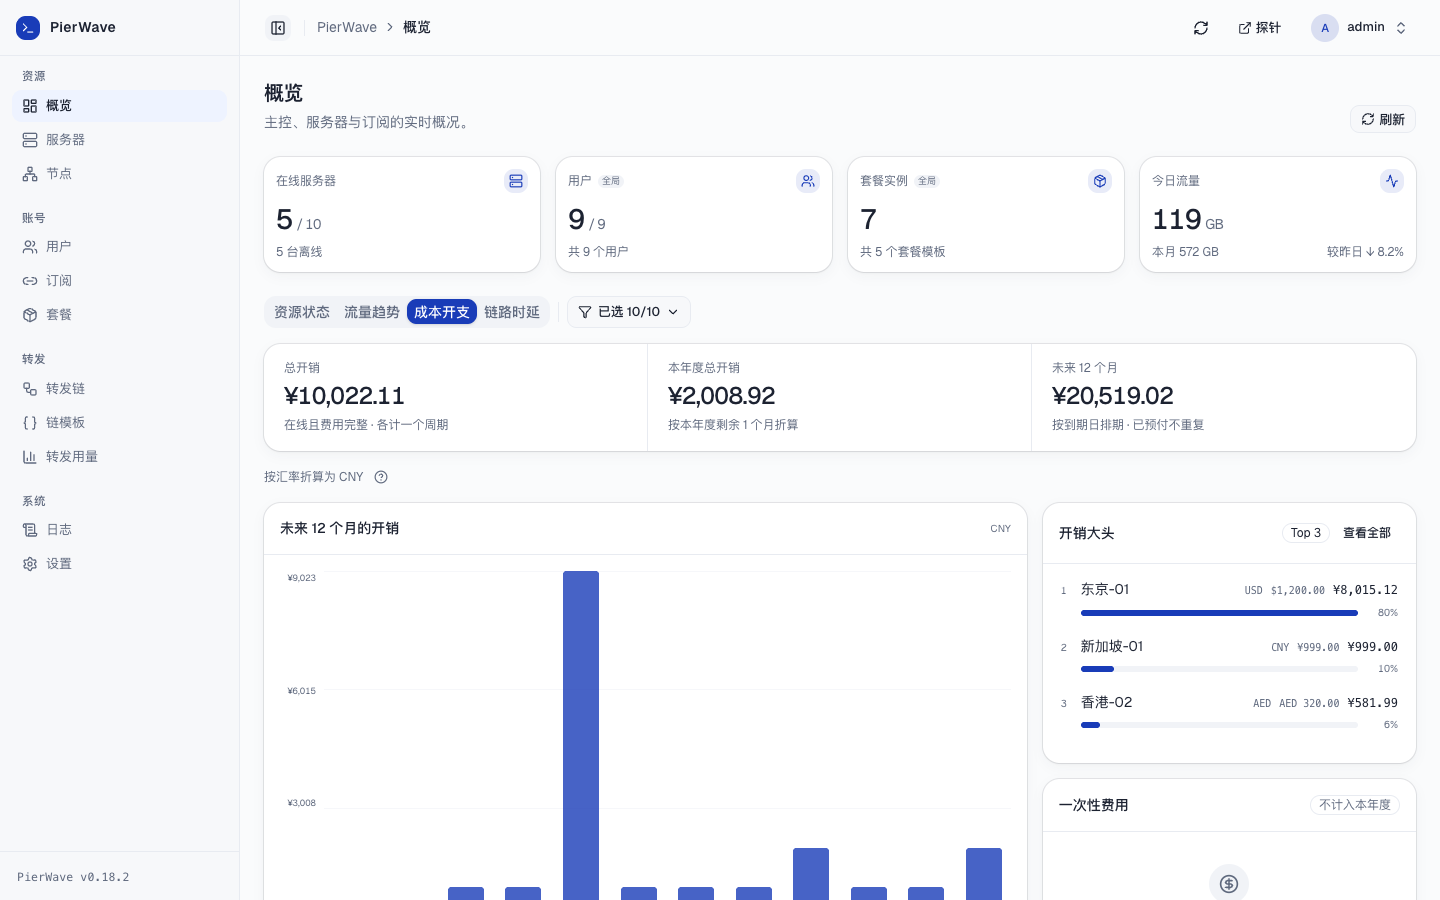 PierWave
PierWave > 概览
探针
A
admin
资源
概览
服务器
节点
账号
用户
订阅
套餐
转发
转发链
链模板
转发用量
系统
日志
设置
PierWave v0.18.2
概览
主控、服务器与订阅的实时概况。
刷新
在线服务器
5 / 10
5 台离线
用户 全局
9 / 9
共 9 个用户
套餐实例 全局
7
共 5 个套餐模板
今日流量
119 GB
本月 572 GB 较昨日 ↓ 8.2%
资源状态 流量趋势 成本开支 链路时延 已选 10/10
总开销
¥10,022.11
在线且费用完整 · 各计一个周期
本年度总开销
¥2,008.92
按本年度剩余 1 个月折算
未来 12 个月
¥20,519.02
按到期日排期 · 已预付不重复
按汇率折算为 CNY
未来 12 个月的开销 CNY
¥9,023
¥6,015
¥3,008
开销大头 Top 3 查看全部
1 东京-01 USD $1,200.00 ¥8,015.12
80%
2 新加坡-01 CNY ¥999.00 ¥999.00
10%
3 香港-02 AED AED 320.00 ¥581.99
6%
一次性费用 不计入本年度